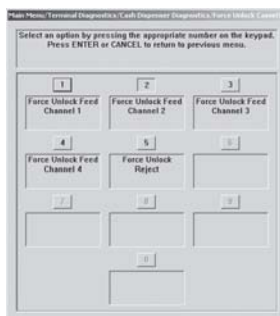 Main Menu/Terminal Diagnostics/Cash Dispenser Diagnostics/Force Unlock
Select an option by pressing the appropriate number on the keypad.
Press ENTER or CANCEL to return to previous menu.
1 2 3
Force Unlock Feed Channel 1
Force Unlock Feed Channel 2
Force Unlock Feed Channel 3
4 5 6
Force Unlock Feed Channel 4
Force Unlock Reject
7 8 9
0